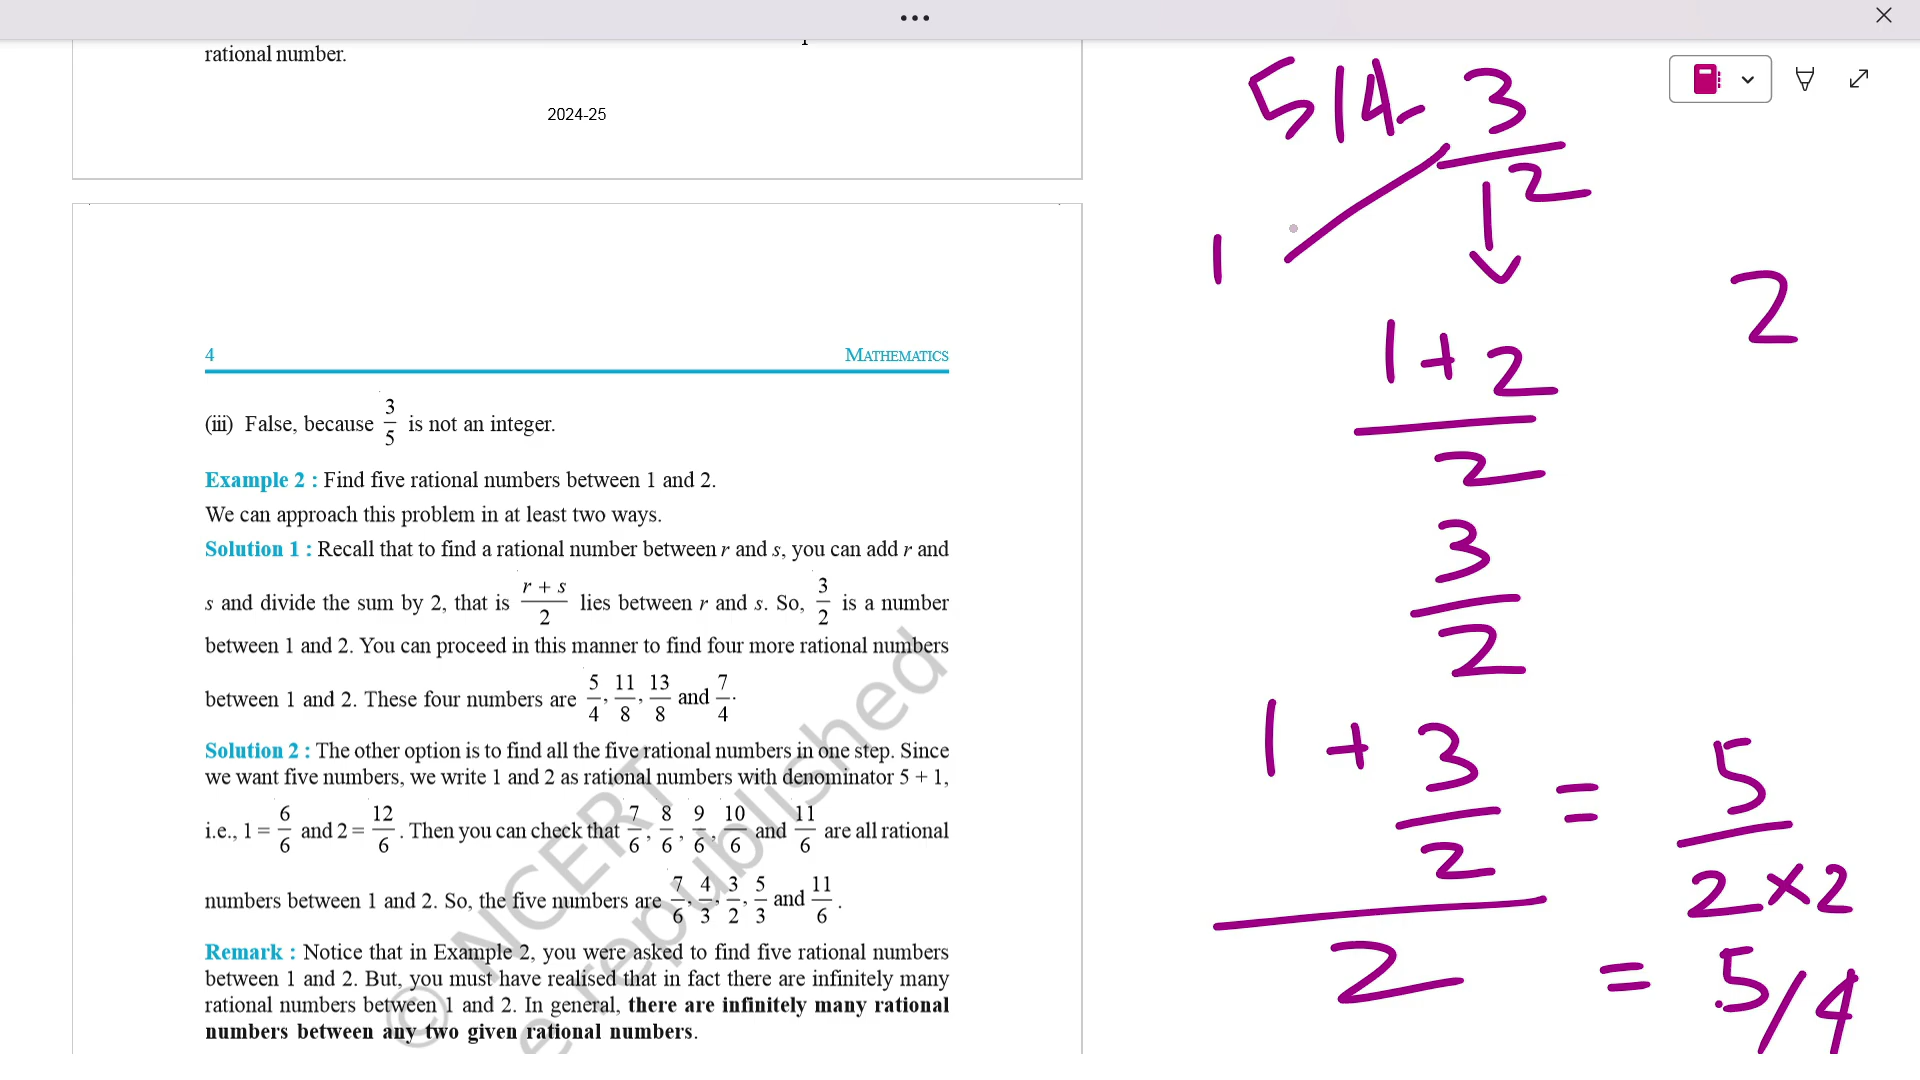 rational number.
2024-25
4 MATHEMATICS
(iii) False, because 3/5 is not an integer.
Example 2 : Find five rational numbers between 1 and 2.
We can approach this problem in at least two ways.
Solution 1 : Recall that to find a rational number between r and s, you can add r and
s and divide the sum by 2, that is (r + s)/2 lies between r and s. So, 3/2 is a number
between 1 and 2. You can proceed in this manner to find four more rational numbers
between 1 and 2. These four numbers are 5/4, 11/8, 13/8 and 7/4.
Solution 2 : The other option is to find all the five rational numbers in one step. Since
we want five numbers, we write 1 and 2 as rational numbers with denominator 5 + 1,
i.e., 1 = 6/6 and 2 = 12/6. Then you can check that 7/6, 8/6, 9/6, 10/6 and 11/6 are all rational
numbers between 1 and 2. So, the five numbers are 7/6, 4/3, 3/2, 5/3 and 11/6.
Remark : Notice that in Example 2, you were asked to find five rational numbers
between 1 and 2. But, you must have realised that in fact there are infinitely many
rational numbers between 1 and 2. In general, there are infinitely many rational
numbers between any two given rational numbers.
© NCERT
republished
5/4 - 3/2
1 2
(1 + 2)/2
3/2
(1 + 3/2)/2 = 5/(2 × 2)
= 5/4